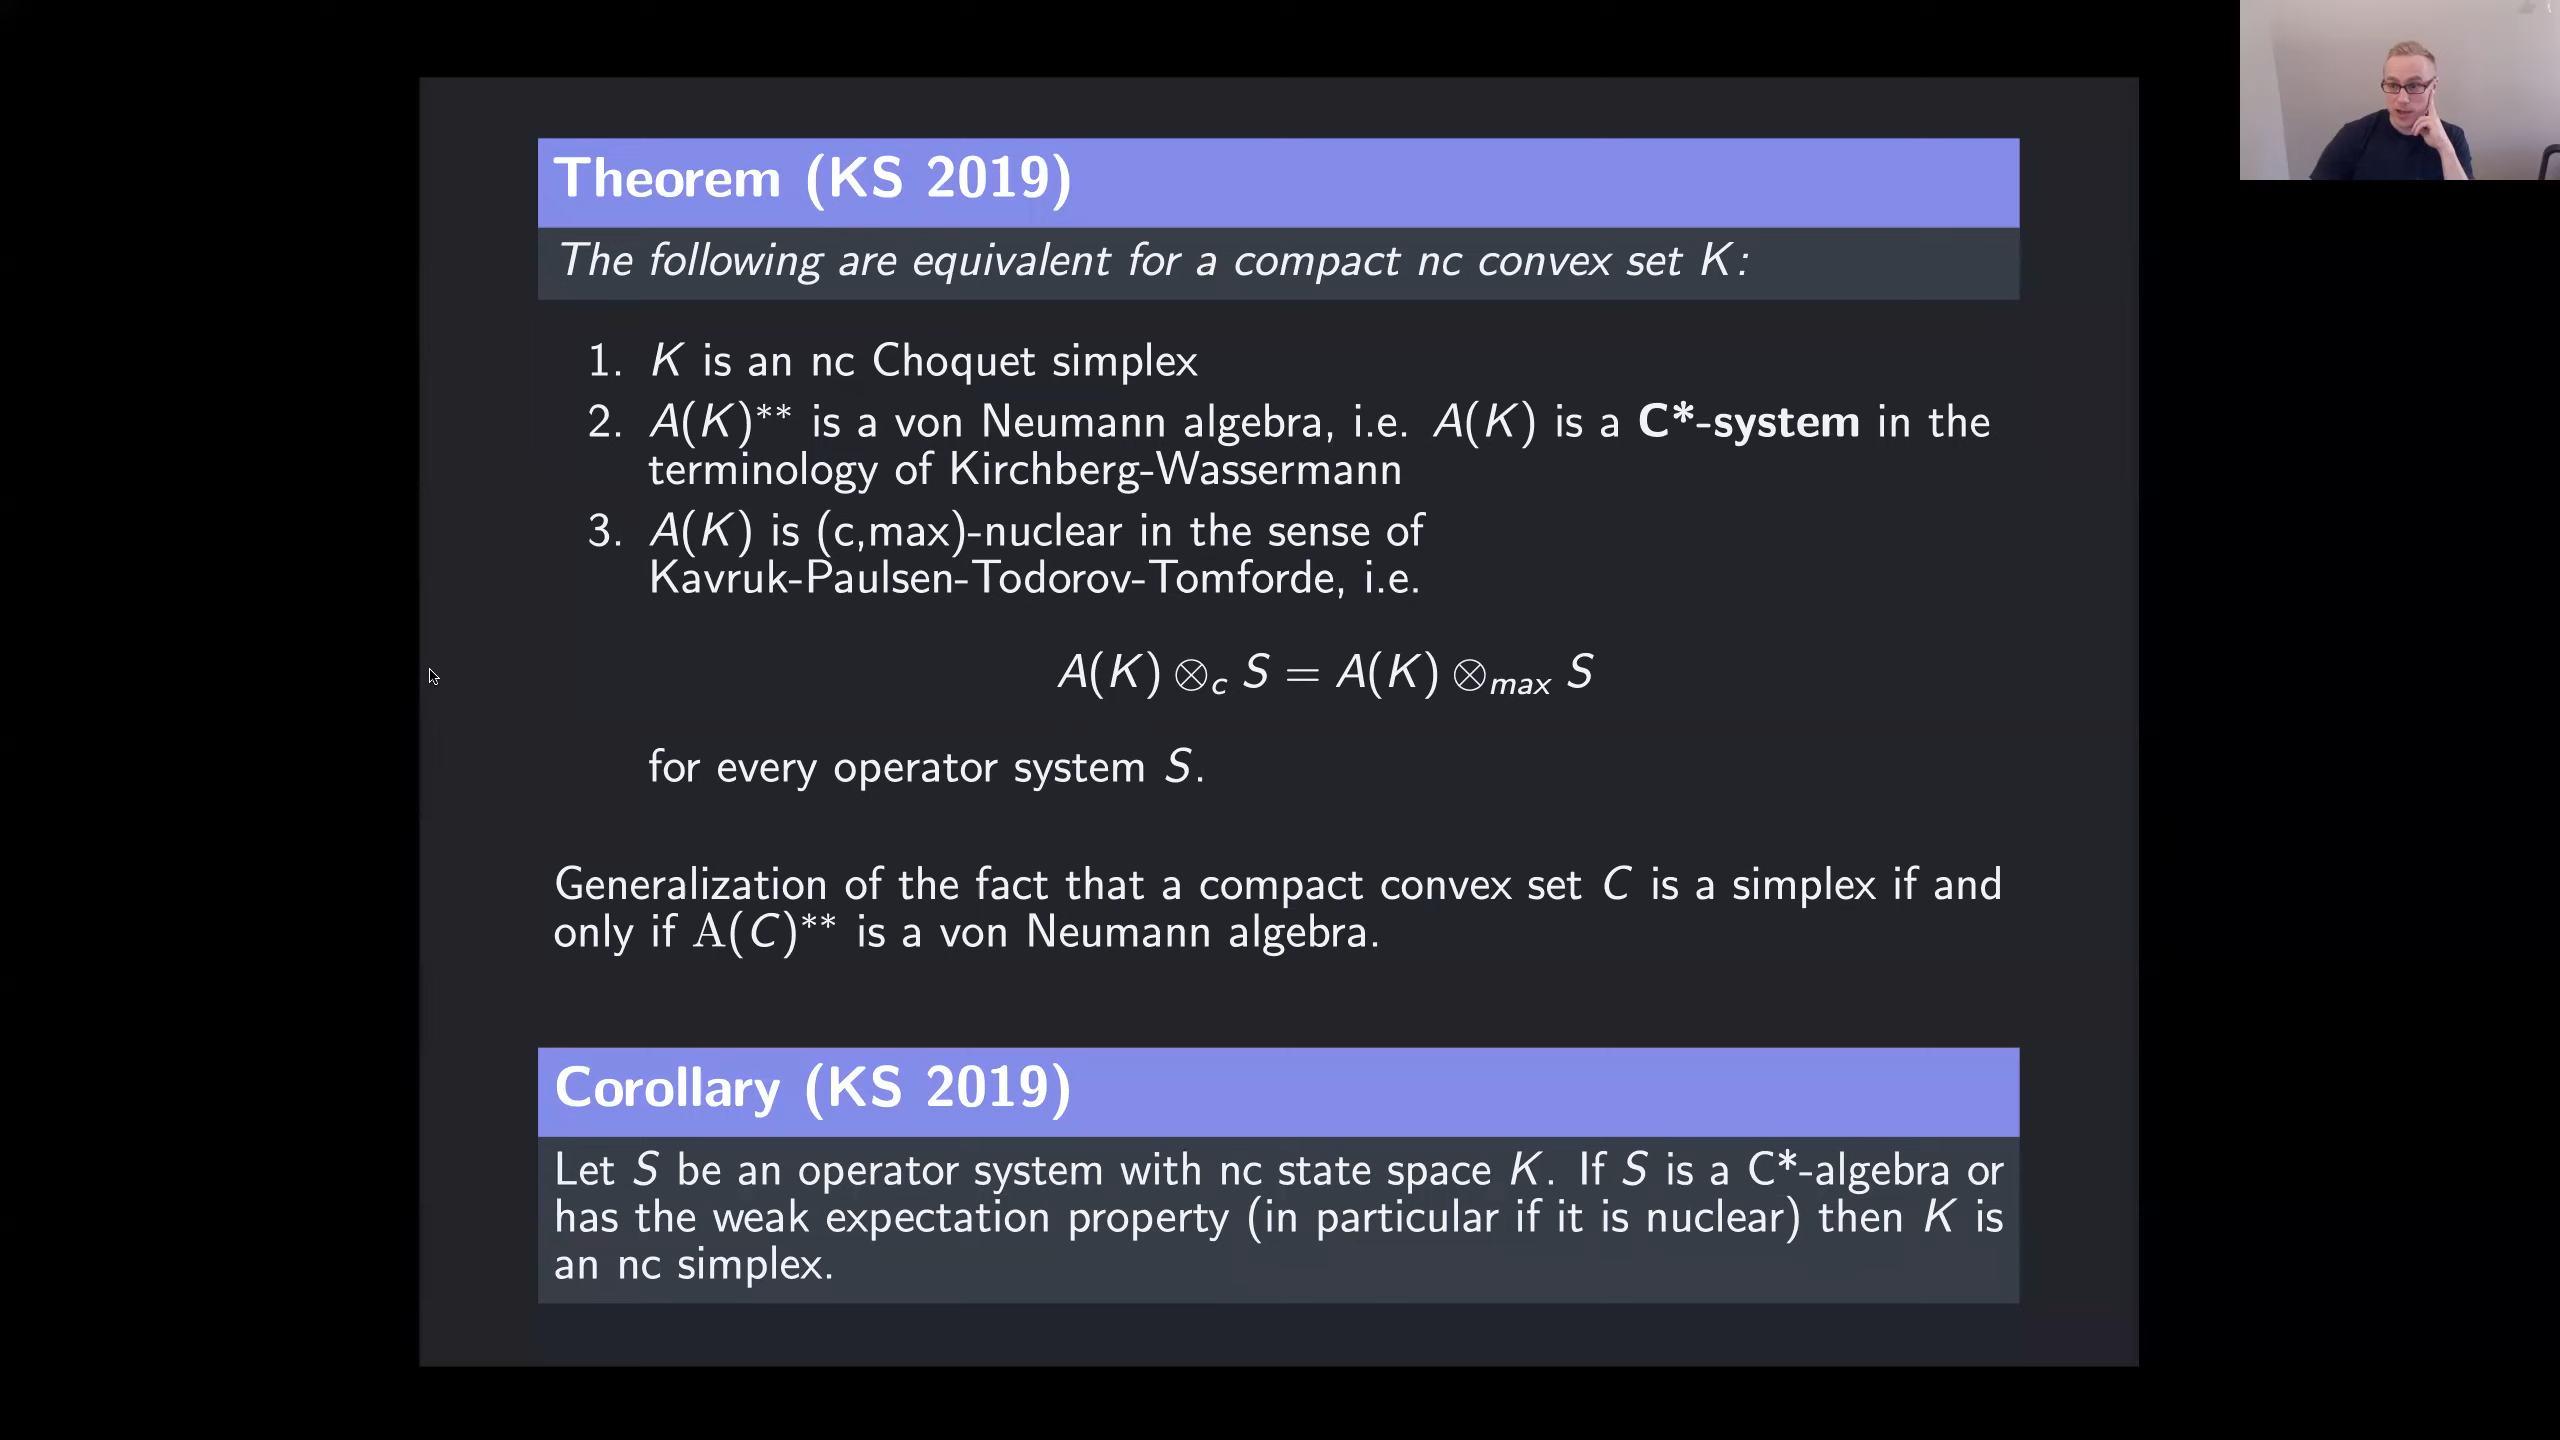 Theorem (KS 2019)
The following are equivalent for a compact nc convex set K:
1. K is an nc Choquet simplex
2. A(K)** is a von Neumann algebra, i.e. A(K) is a C*-system in the
terminology of Kirchberg-Wassermann
3. A(K) is (c,max)-nuclear in the sense of
Kavruk-Paulsen-Todorov-Tomforde, i.e.
A(K) ⊗c S = A(K) ⊗max S
for every operator system S.
Generalization of the fact that a compact convex set C is a simplex if and
only if A(C)** is a von Neumann algebra.
Corollary (KS 2019)
Let S be an operator system with nc state space K. If S is a C*-algebra or
has the weak expectation property (in particular if it is nuclear) then K is
an nc simplex.